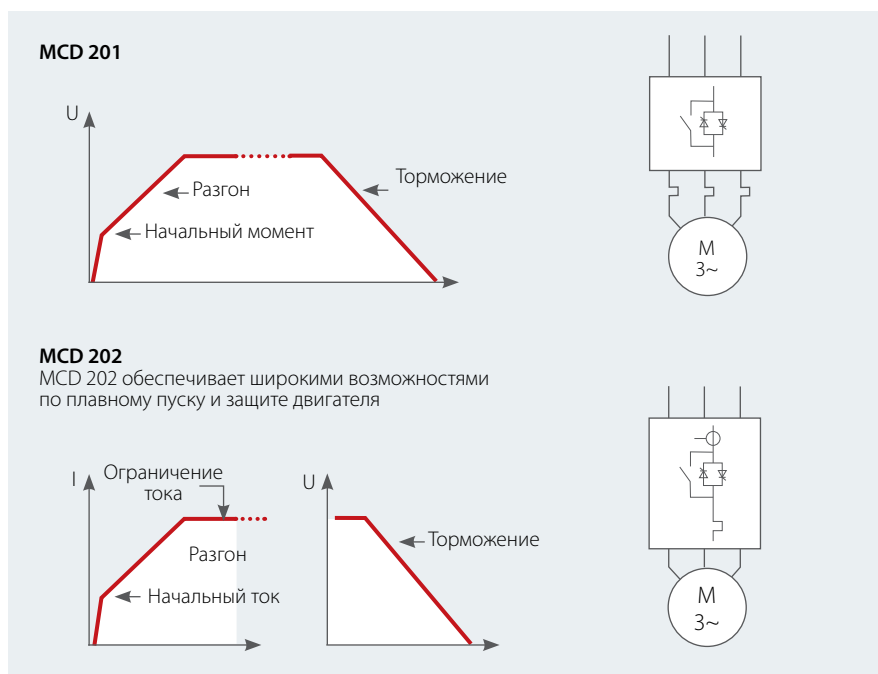 MCD 201
U
Разгон
Торможение
Начальный момент
M
3~
MCD 202
MCD 202 обеспечивает широкими возможностями
по плавному пуску и защите двигателя
I
Ограничение
тока
U
Разгон
Торможение
Начальный ток
M
3~